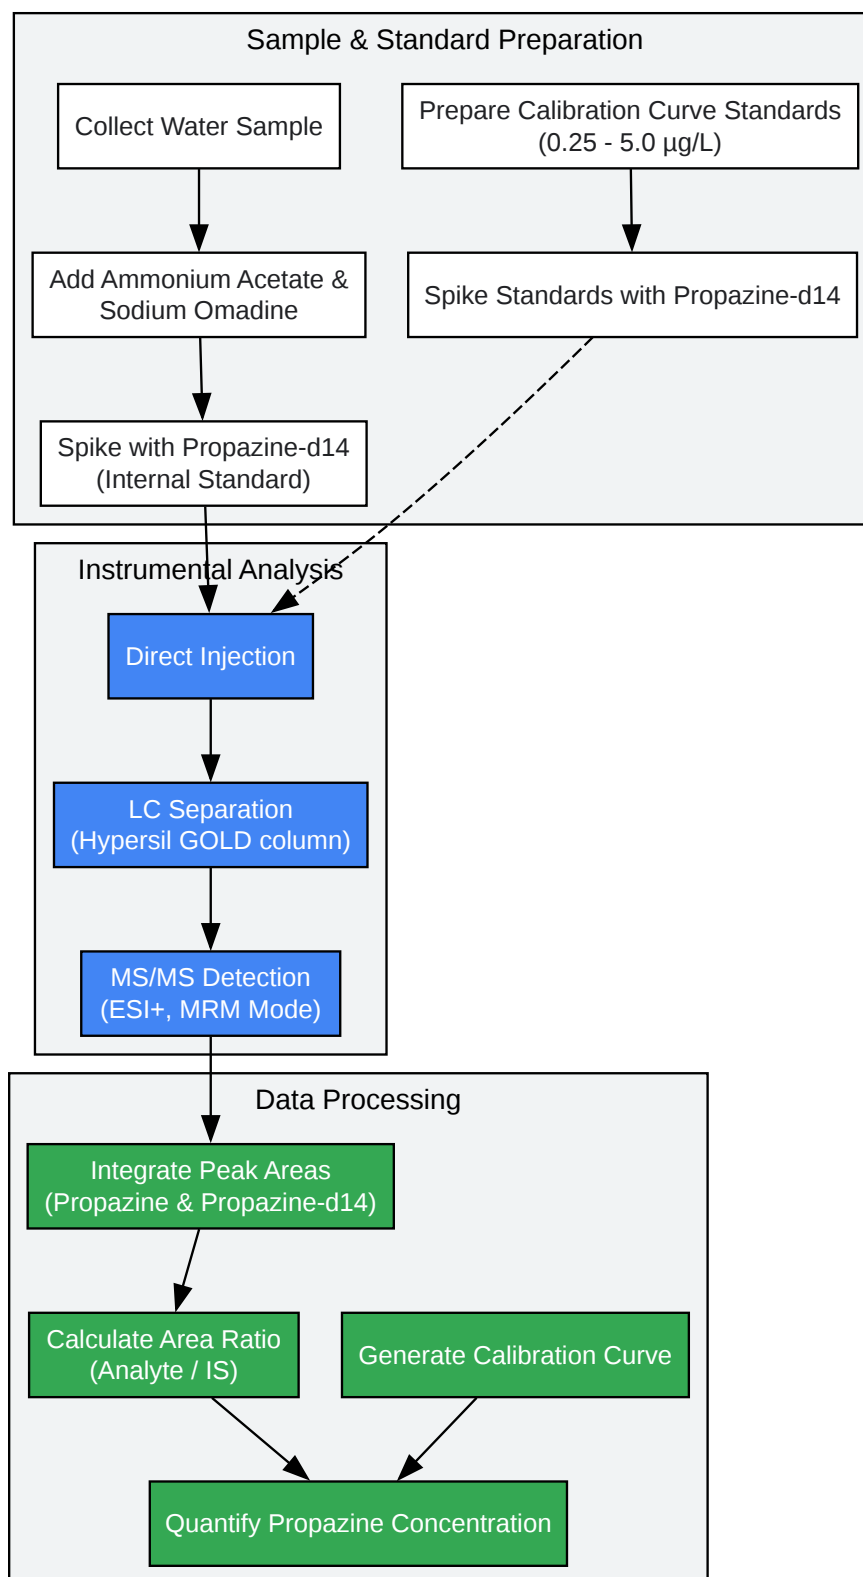 Sample & Standard Preparation
Collect Water Sample
Prepare Calibration Curve Standards
(0.25 - 5.0 µg/L)
Add Ammonium Acetate &
Sodium Omadine
Spike Standards with Propazine-d14
Spike with Propazine-d14
(Internal Standard)
Instrumental Analysis
Direct Injection
LC Separation
(Hypersil GOLD column)
MS/MS Detection
(ESI+, MRM Mode)
Data Processing
Integrate Peak Areas
(Propazine & Propazine-d14)
Calculate Area Ratio
(Analyte / IS)
Generate Calibration Curve
Quantify Propazine Concentration